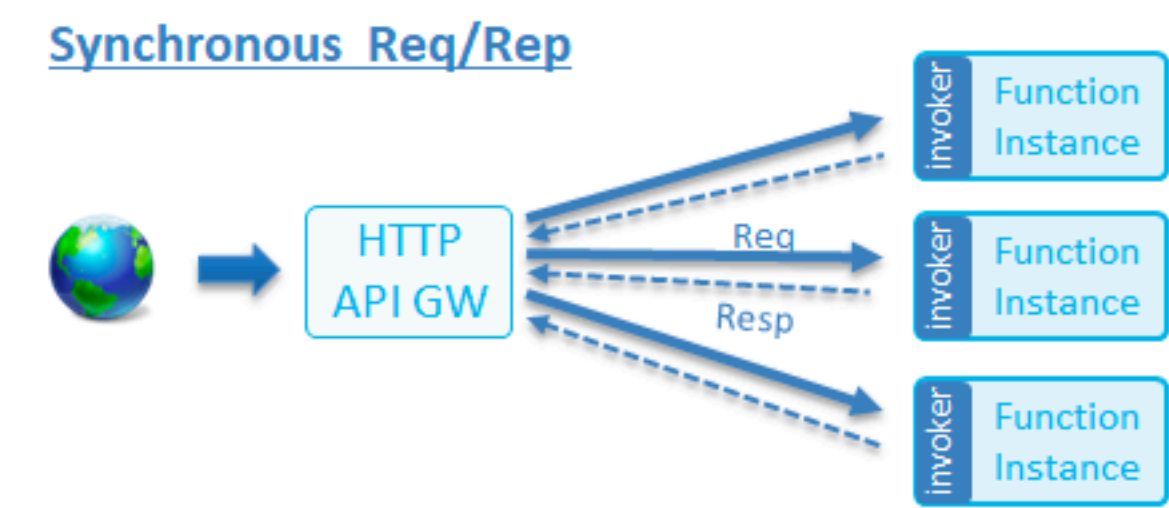 Synchronous Req/Rep
HTTP
API GW
Req
Resp
invoker
Function
Instance
invoker
Function
Instance
invoker
Function
Instance